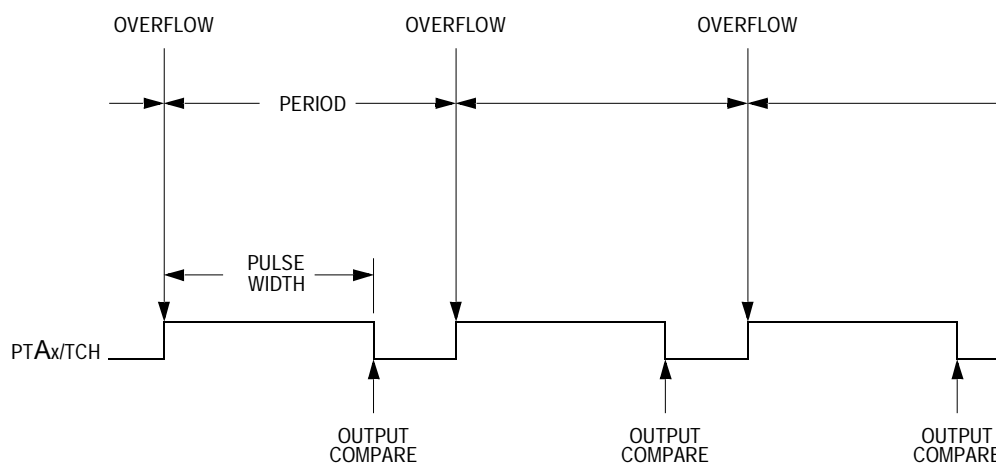 OVERFLOW
OVERFLOW
OVERFLOW
PERIOD
PULSE
WIDTH
PTAx/TCH
OUTPUT
COMPARE
OUTPUT
COMPARE
OUTPUT
COMPARE